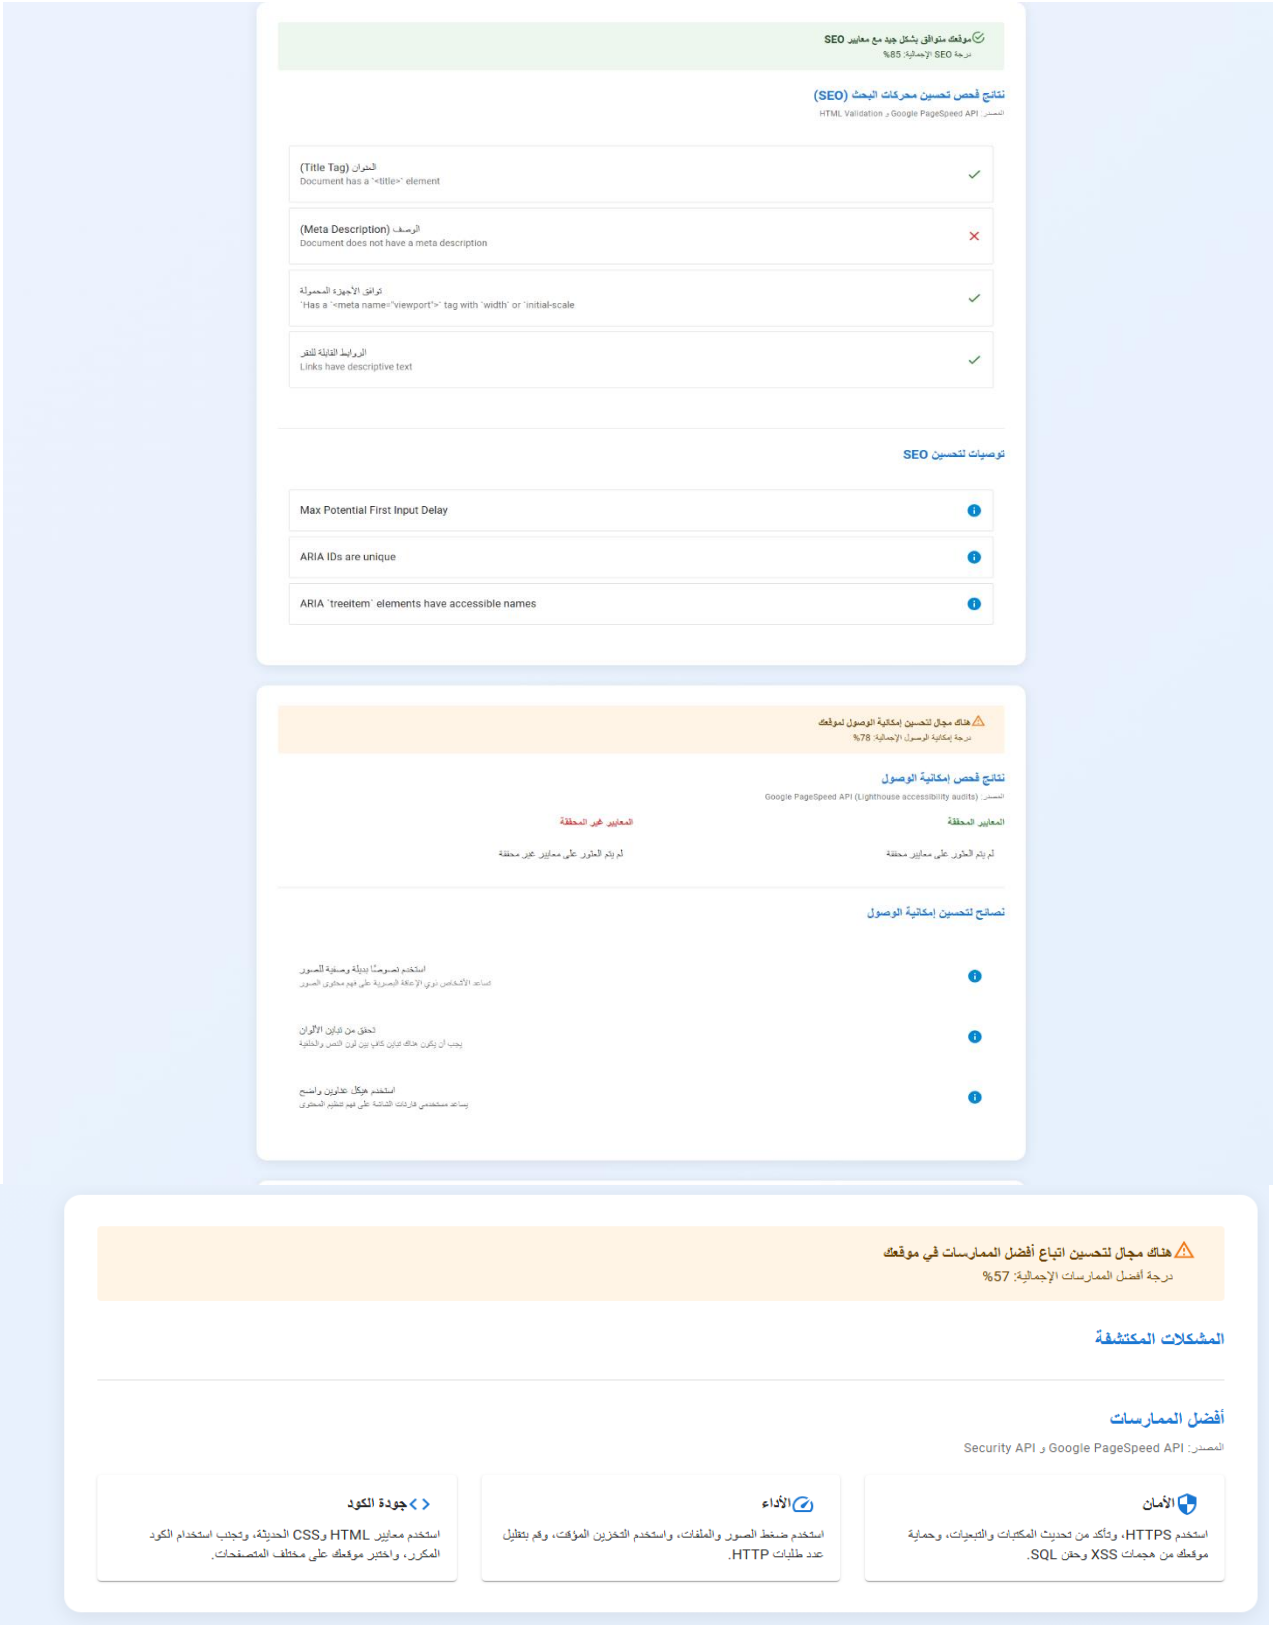 موقعك متوافق بشكل جيد مع معايير SEO
درجة SEO الإجمالية: 85%
نتائج فحص تحسين محركات البحث (SEO)
المصدر: Google PageSpeed API و HTML Validation
العنوان (Title Tag)
Document has a `<title>` element
الوصف (Meta Description)
Document does not have a meta description
توافق الأجهزة المحمولة
`Has a `<meta name="viewport">` tag with `width` or `initial-scale
الروابط القابلة للنقر
Links have descriptive text
توصيات لتحسين SEO
Max Potential First Input Delay
ARIA IDs are unique
ARIA `treeitem` elements have accessible names
هناك مجال لتحسين إمكانية الوصول لموقعك
درجة إمكانية الوصول الإجمالية: 78%
نتائج فحص إمكانية الوصول
المصدر: Google PageSpeed API (Lighthouse accessibility audits)
المعايير المحققة
لم يتم العثور على معايير محققة
المعايير غير المحققة
لم يتم العثور على معايير غير محققة
نصائح لتحسين إمكانية الوصول
استخدم نصوصًا بديلة وصفية للصور
تساعد الأشخاص ذوي الإعاقة البصرية على فهم محتوى الصور
تحقق من تباين الألوان
يجب أن يكون هناك تباين كافٍ بين لون النص والخلفية
استخدم هيكل عناوين واضح
يساعد مستخدمي قارئات الشاشة على فهم تنظيم المحتوى
هناك مجال لتحسين اتباع أفضل الممارسات في موقعك
درجة أفضل الممارسات الإجمالية: 57%
المشكلات المكتشفة
أفضل الممارسات
المصدر: Google PageSpeed API و Security API
الأمان
استخدم HTTPS، وتأكد من تحديث المكتبات والتبعيات، وحماية
موقعك من هجمات XSS وحقن SQL.
الأداء
استخدم ضغط الصور والملفات، واستخدم التخزين المؤقت، وقم بتقليل
عدد طلبات HTTP.
جودة الكود
استخدم معايير HTML وCSS الحديثة، وتجنب استخدام الكود
المكرر، واختبر موقعك على مختلف المتصفحات.